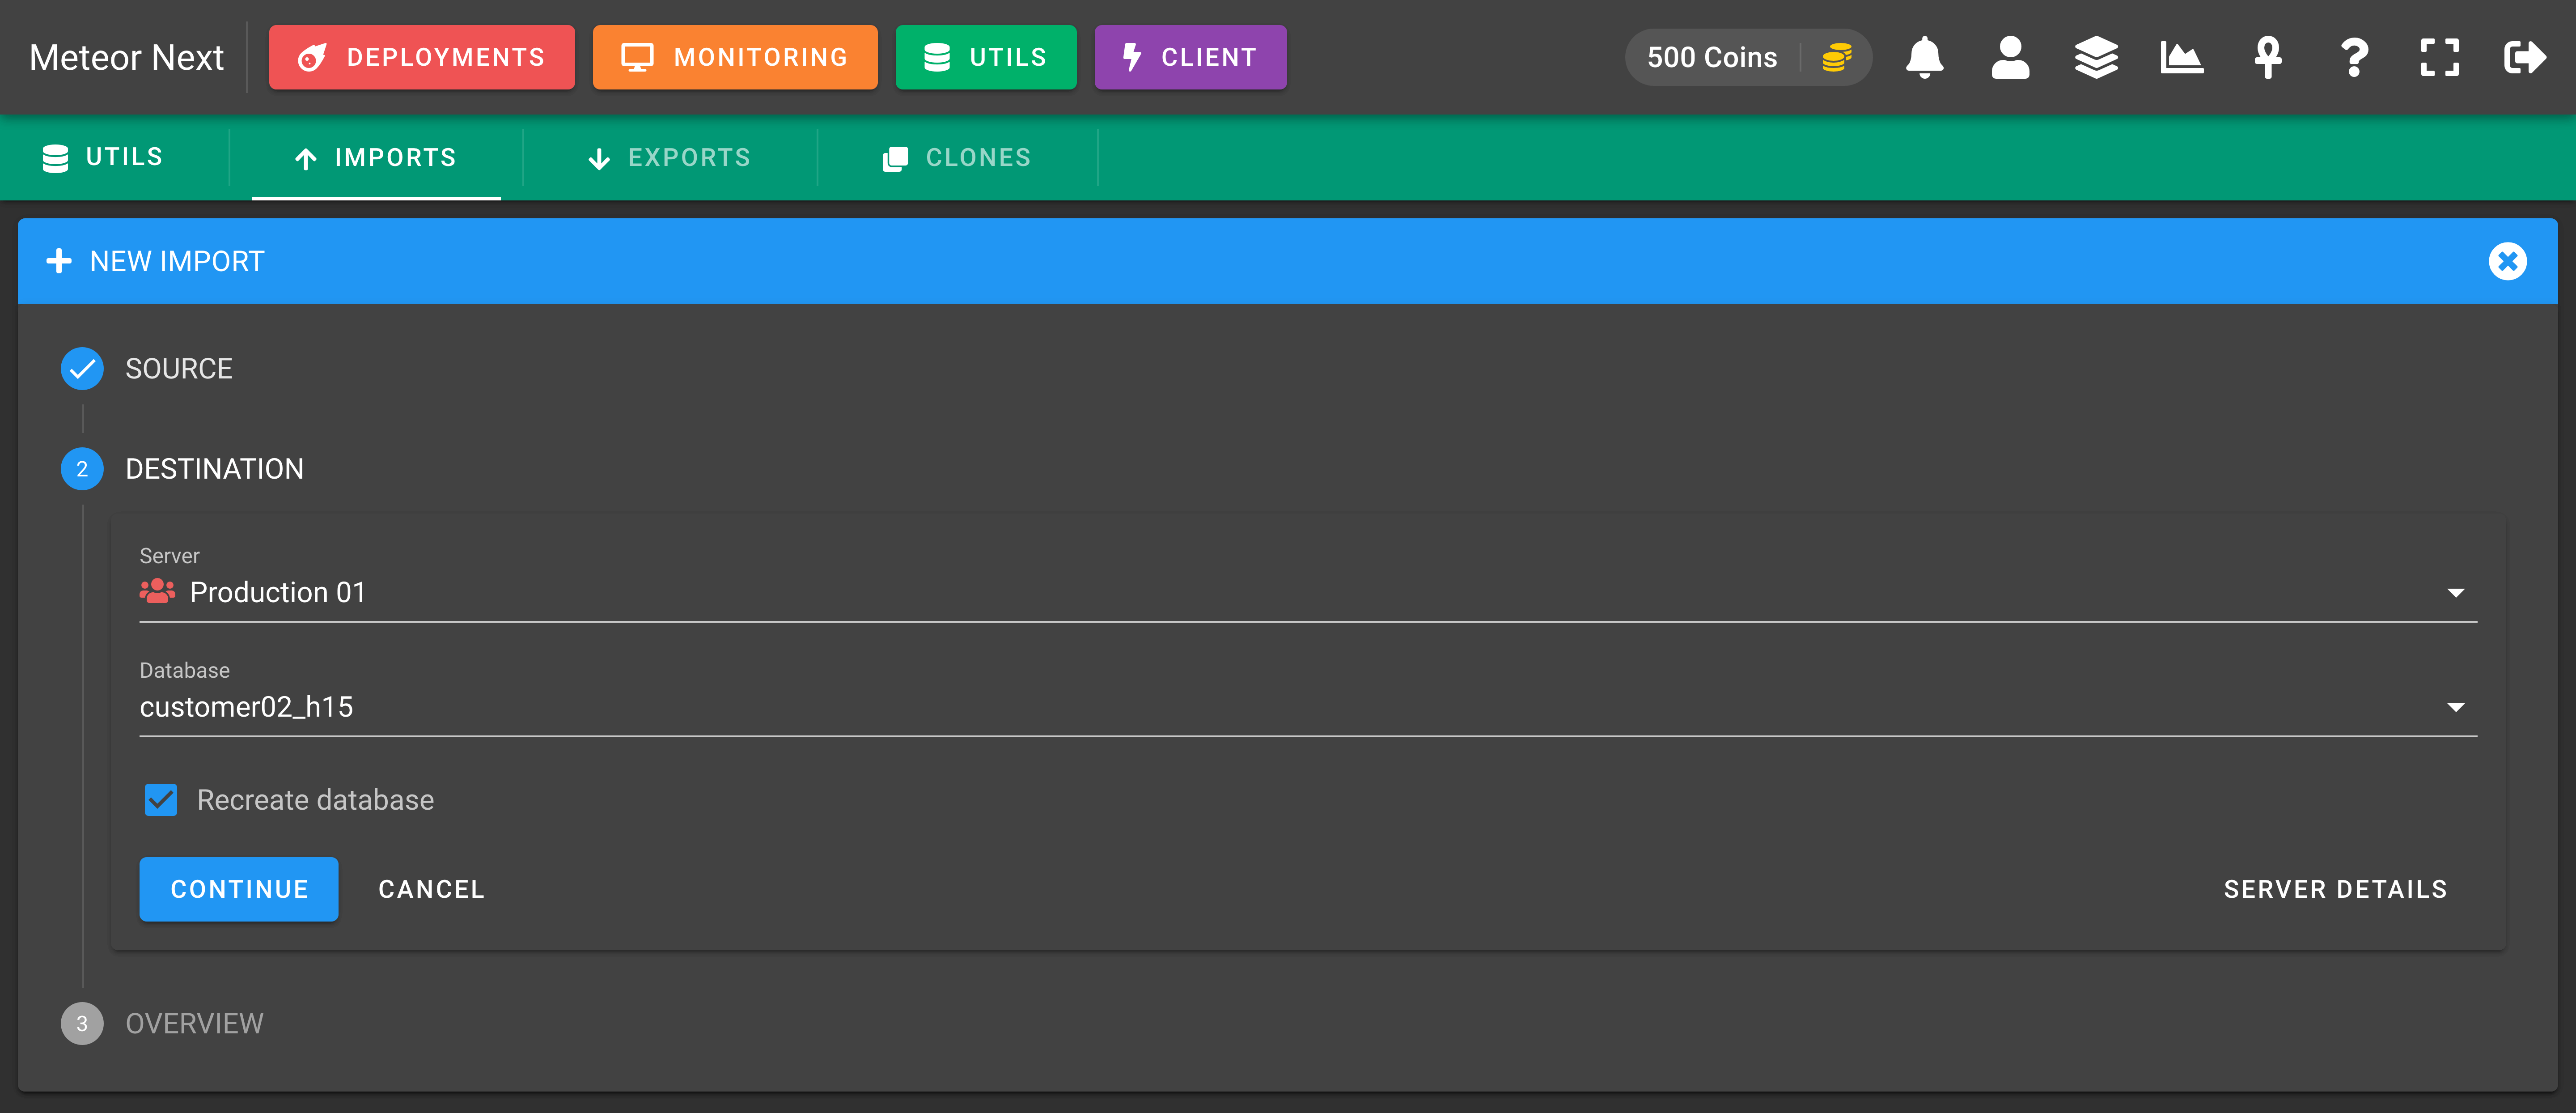 Meteor Next
DEPLOYMENTS
MONITORING
UTILS
CLIENT
500 Coins
UTILS
IMPORTS
EXPORTS
CLONES
NEW IMPORT
SOURCE
2 DESTINATION
Server
Production 01
Database
customer02_h15
Recreate database
CONTINUE
CANCEL
SERVER DETAILS
3 OVERVIEW